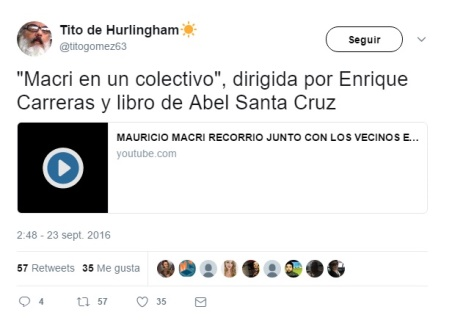 Tito de Hurlingham☀️
@titogomez63
Seguir
"Macri en un colectivo", dirigida por Enrique
Carreras y libro de Abel Santa Cruz
MAURICIO MACRI RECORRIO JUNTO CON LOS VECINOS E...
youtube.com
2:48 - 23 sept. 2016
57 Retweets 35 Me gusta
4 57 35